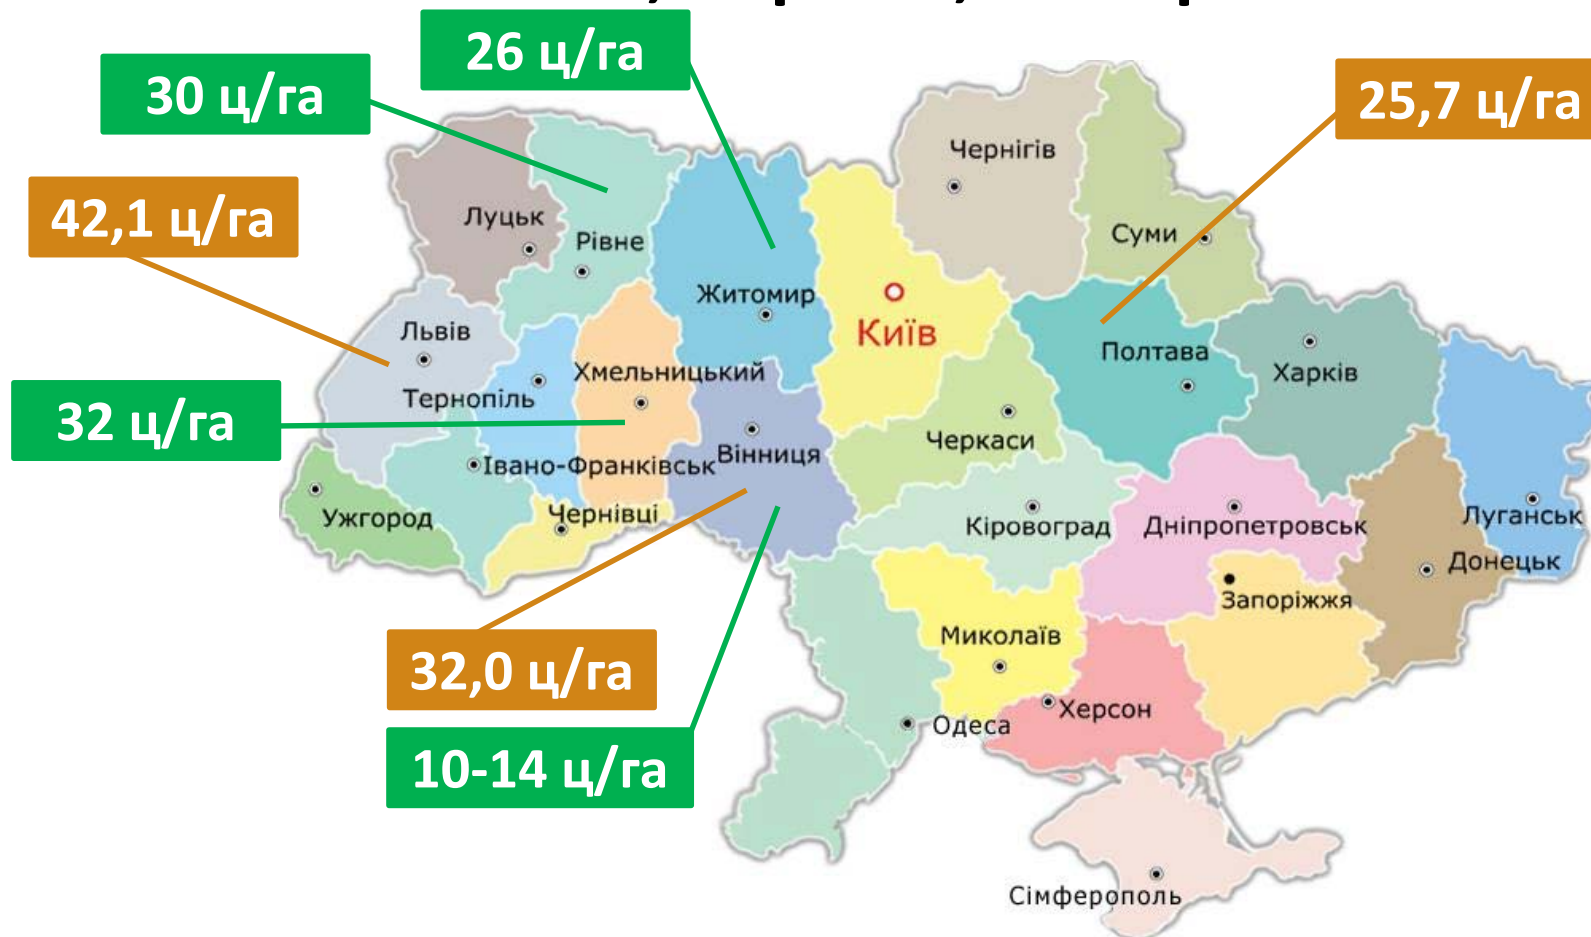 26 ц/га
30 ц/га
25,7 ц/га
42,1 ц/га
32 ц/га
32,0 ц/га
10-14 ц/га
Чернігів
Луцьк
Рівне
Суми
Житомир
Київ
Львів
Полтава
Харків
Хмельницький
Тернопіль
Черкаси
Вінниця
Івано-Франківськ
Ужгород
Чернівці
Кіровоград
Дніпропетровськ
Луганськ
Донецьк
Запоріжжя
Миколаїв
Херсон
Одеса
Сімферополь